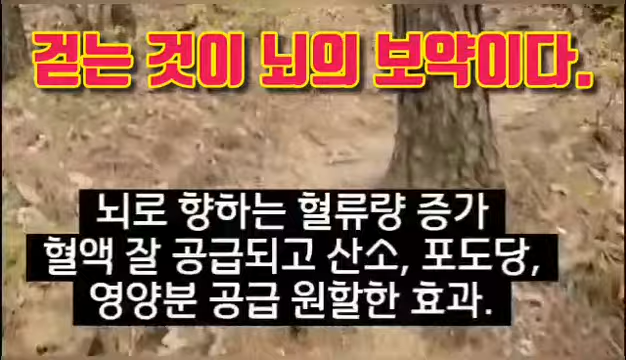 걷는 것이 뇌의 보약이다.
뇌로 향하는 혈류량 증가
혈액 잘 공급되고 산소, 포도당,
영양분 공급 원할한 효과.